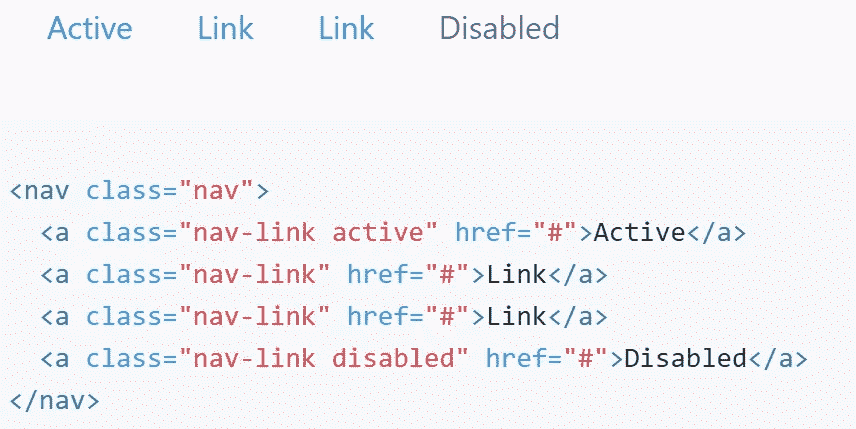 Active Link Link Disabled
<nav class="nav">
  <a class="nav-link active" href="#">Active</a>
  <a class="nav-link" href="#">Link</a>
  <a class="nav-link" href="#">Link</a>
  <a class="nav-link disabled" href="#">Disabled</a>
</nav>